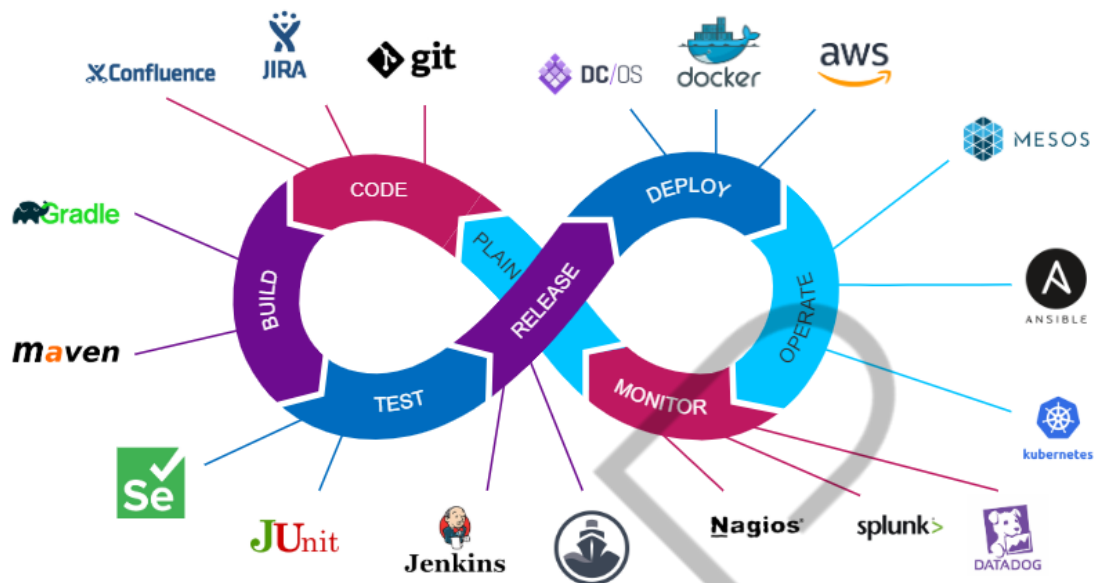 Confluence
JIRA
git
DC/OS
docker
aws
MESOS
Gradle
CODE
DEPLOY
PLAIN
BUILD
RELEASE
OPERATE
ANSIBLE
maven
TEST
MONITOR
kubernetes
Se
JUnit
Jenkins
Nagios®
splunk>
DATADOG